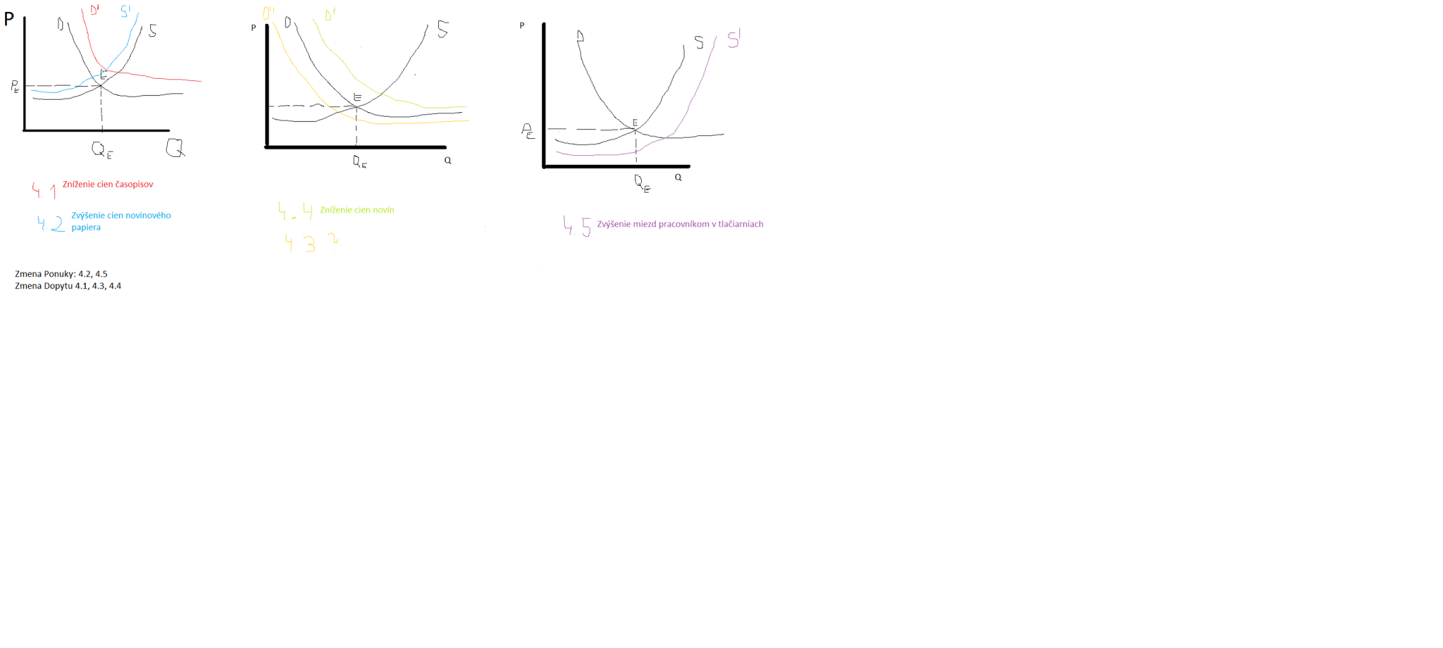 P
D
D'
S'
S
E
P_E
Q_E
Q
4.1 Zníženie cien časopisov
4.2 Zvýšenie cien novinového
papiera
Zmena Ponuky: 4.2, 4.5
Zmena Dopytu 4.1, 4.3, 4.4
P
D'
D
D'
S
E
Q_E
Q
4.4 Zníženie cien novín
4.3 ?
P
D
S
S'
E
P_E
Q_E
Q
4.5 Zvýšenie miezd pracovníkom v tlačiarniach